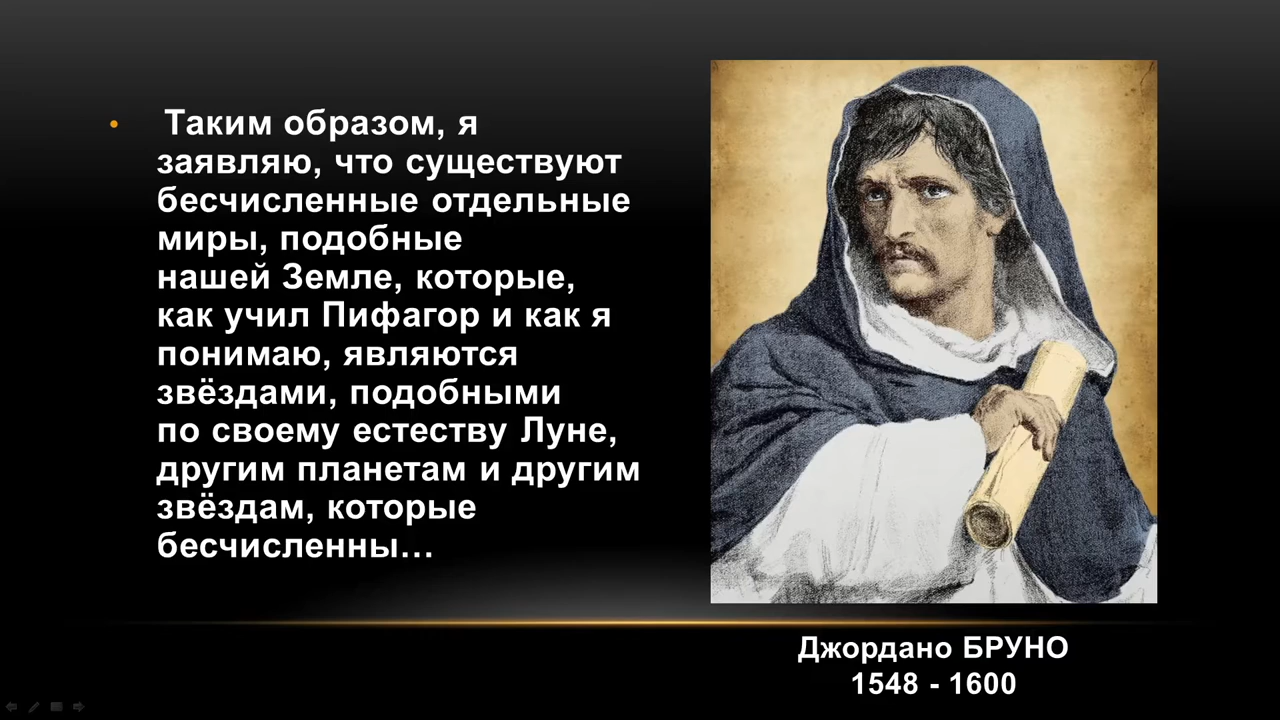 • Таким образом, я
заявляю, что существуют
бесчисленные отдельные
миры, подобные
нашей Земле, которые,
как учил Пифагор и как я
понимаю, являются
звёздами, подобными
по своему естеству Луне,
другим планетам и другим
звёздам, которые
бесчисленны…
Джордано БРУНО
1548 - 1600